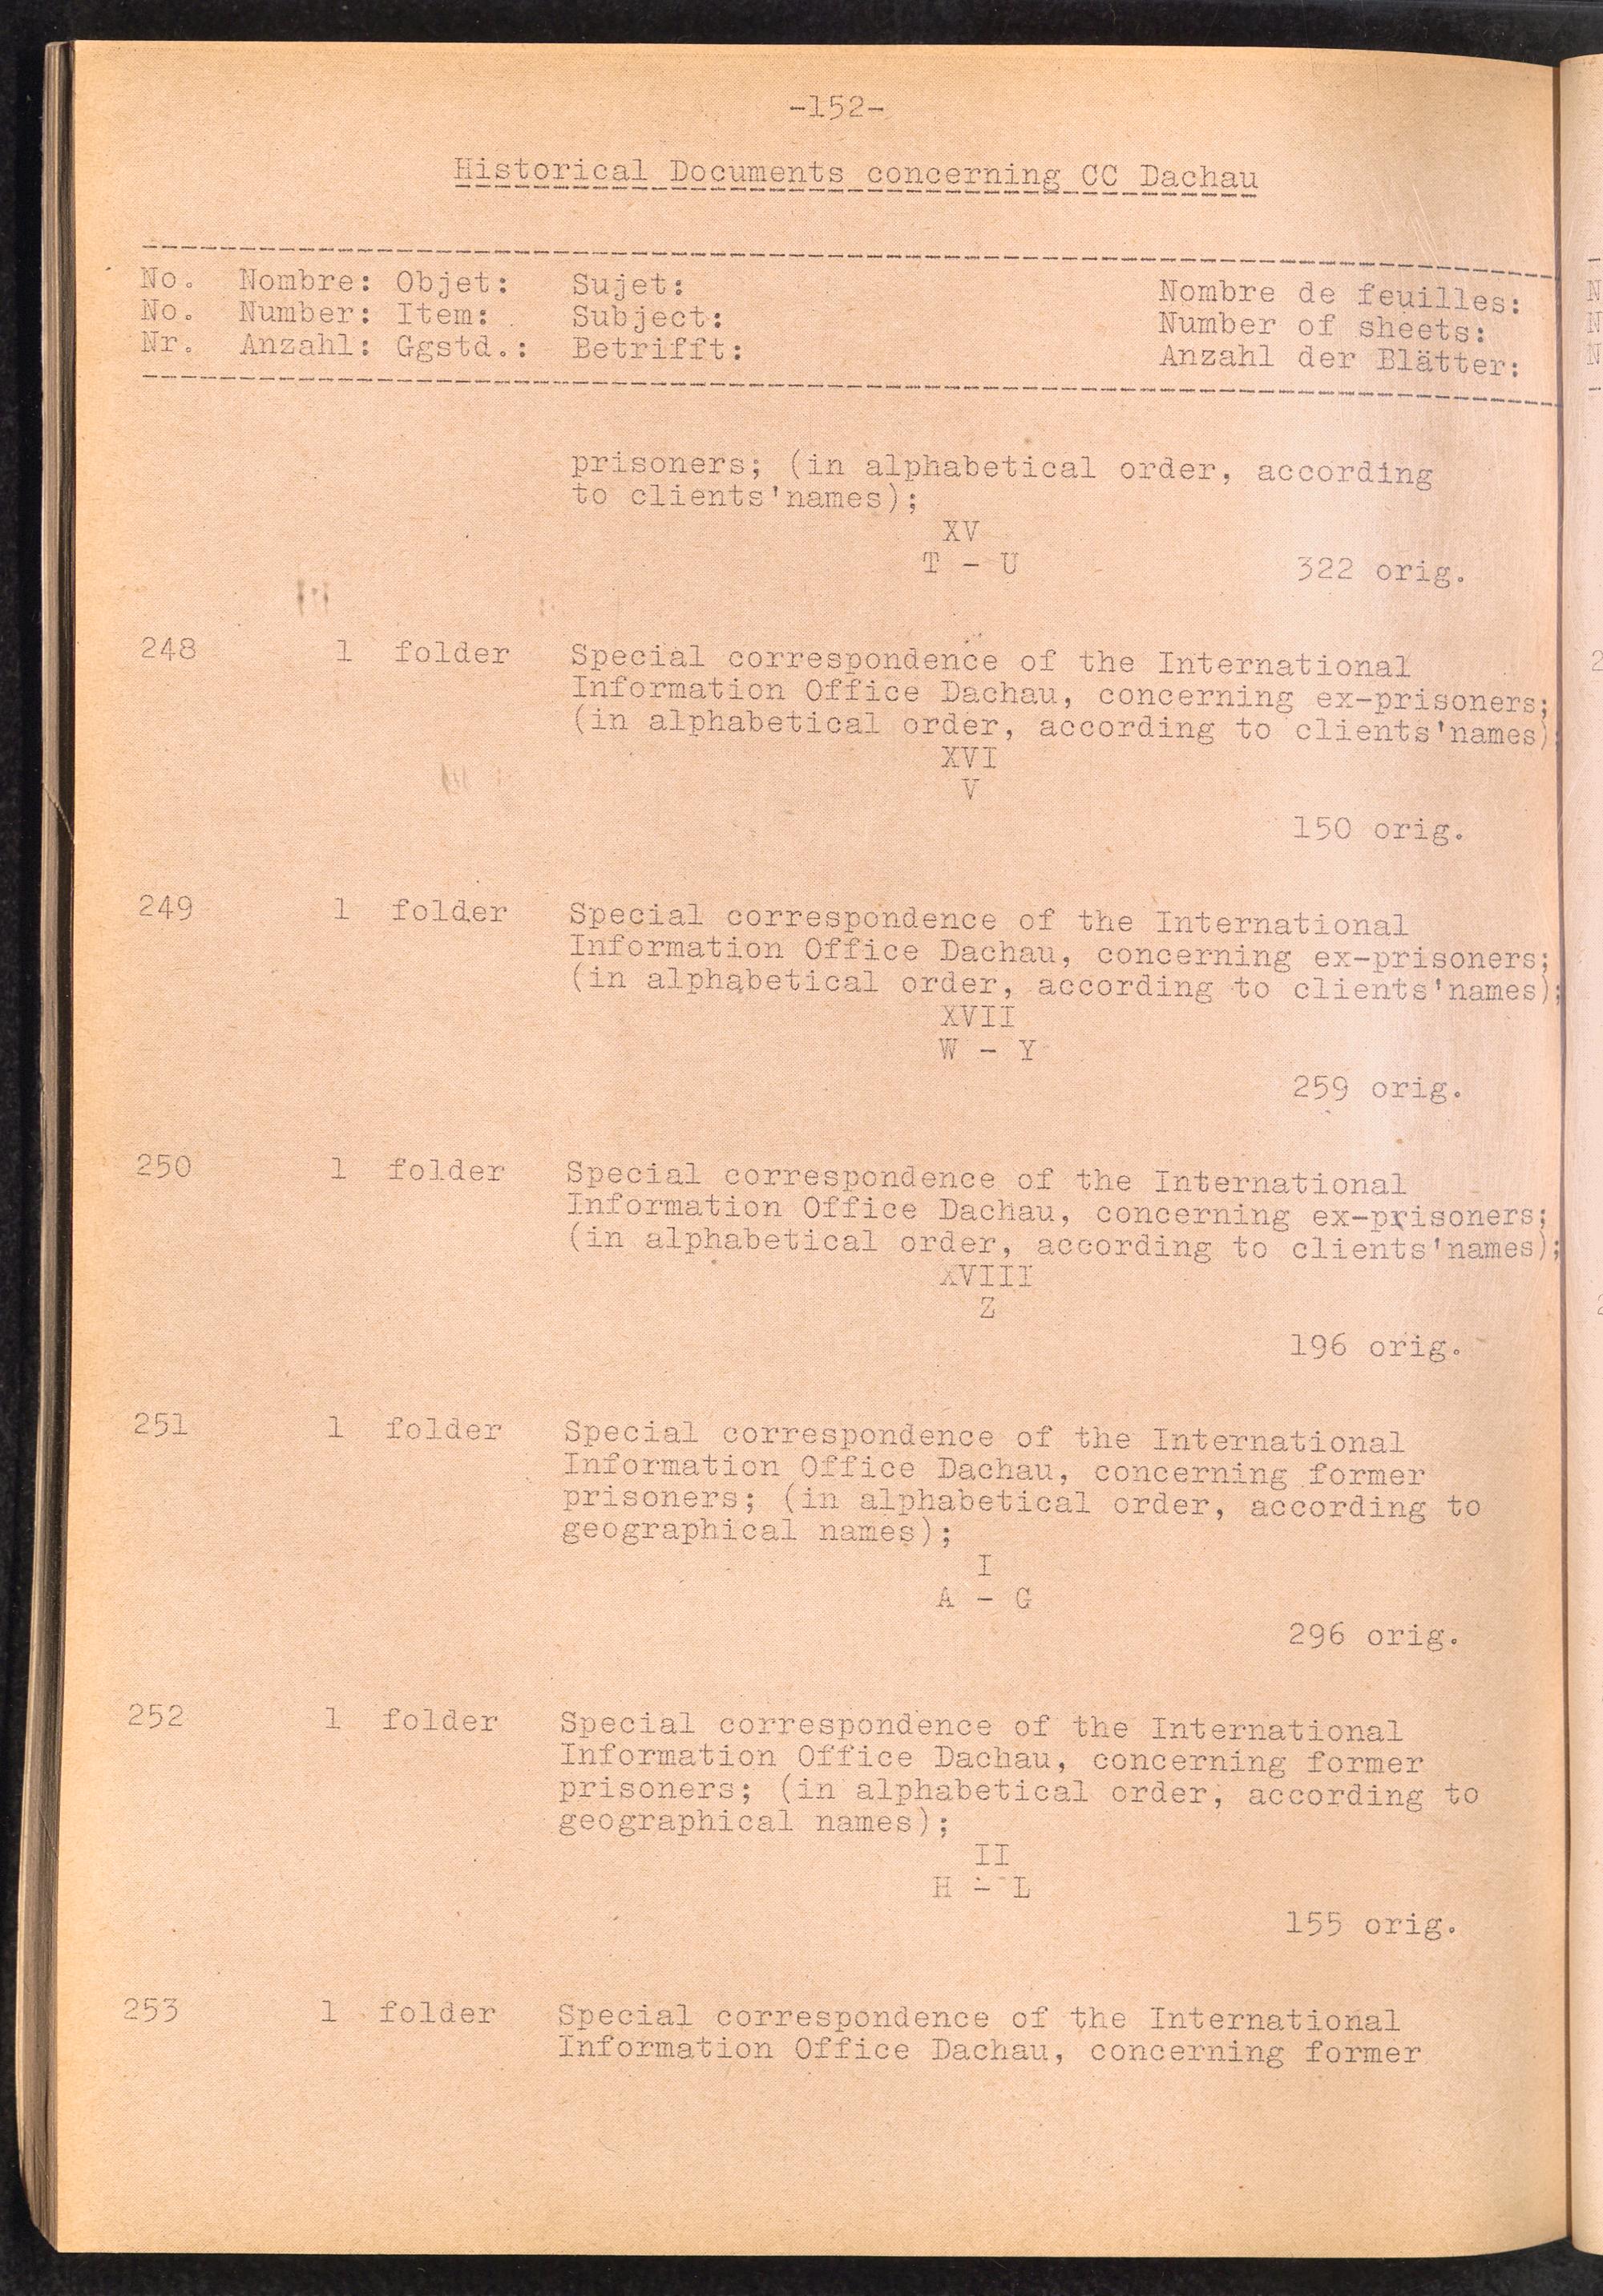 -152-
Historical Documents concerning CC Dachau
No. Nombre: Objet: Sujet: Nombre de feuilles:
No. Number: Item: Subject: Number of sheets:
Nr. Anzahl: Ggstd.: Betrifft: Anzahl der Blätter:
prisoners; (in alphabetical order, according
to clients'names);
XV
T - U 322 orig.
248 1 folder Special correspondence of the International
Information Office Dachau, concerning ex-prisoners;
(in alphabetical order, according to clients'names);
XVI
V
150 orig.
249 1 folder Special correspondence of the International
Information Office Dachau, concerning ex-prisoners;
(in alphabetical order, according to clients'names);
XVII
W - Y
259 orig.
250 1 folder Special correspondence of the International
Information Office Dachau, concerning ex-prisoners;
(in alphabetical order, according to clients'names);
XVIII
Z
196 orig.
251 1 folder Special correspondence of the International
Information Office Dachau, concerning former
prisoners; (in alphabetical order, according to
geographical names);
I
A - G
296 orig.
252 1 folder Special correspondence of the International
Information Office Dachau, concerning former
prisoners; (in alphabetical order, according to
geographical names);
II
H - L
155 orig.
253 1 folder Special correspondence of the International
Information Office Dachau, concerning former